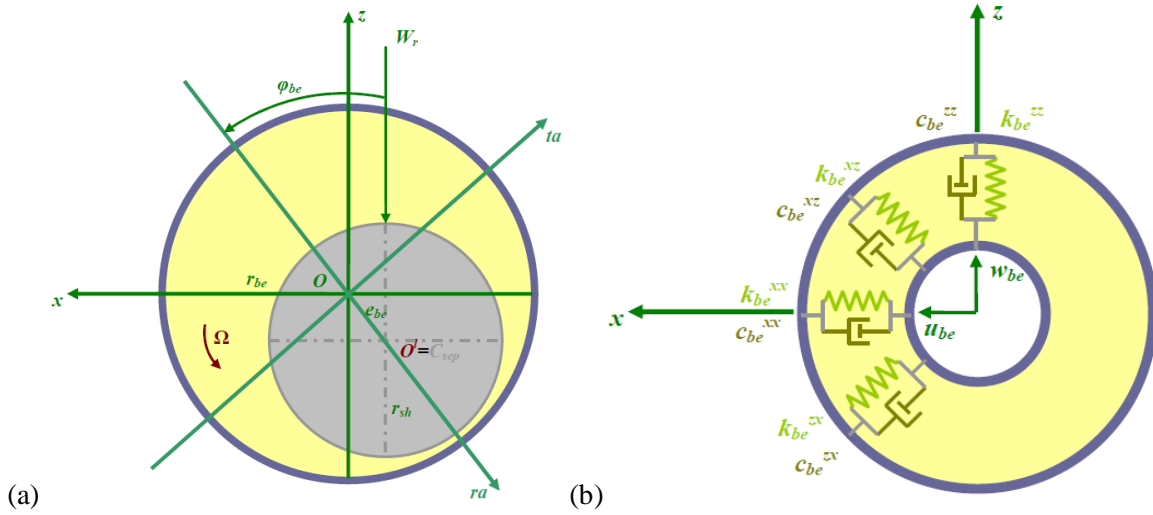 z
W_r
φ_be
ta
r_be
O
x
e_be
Ω
O^J=C_sep
r_sh
ra
(a)
z
c_be^zz k_be^zz
k_be^xz
c_be^xz
w_be
k_be^xx
x
c_be^xx
u_be
k_be^zx
c_be^zx
(b)